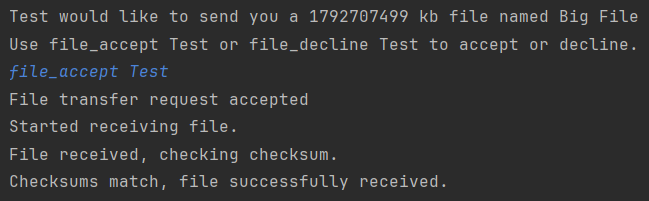 Test would like to send you a 1792707499 kb file named Big File
Use file_accept Test or file_decline Test to accept or decline.
file_accept Test
File transfer request accepted
Started receiving file.
File received, checking checksum.
Checksums match, file successfully received.